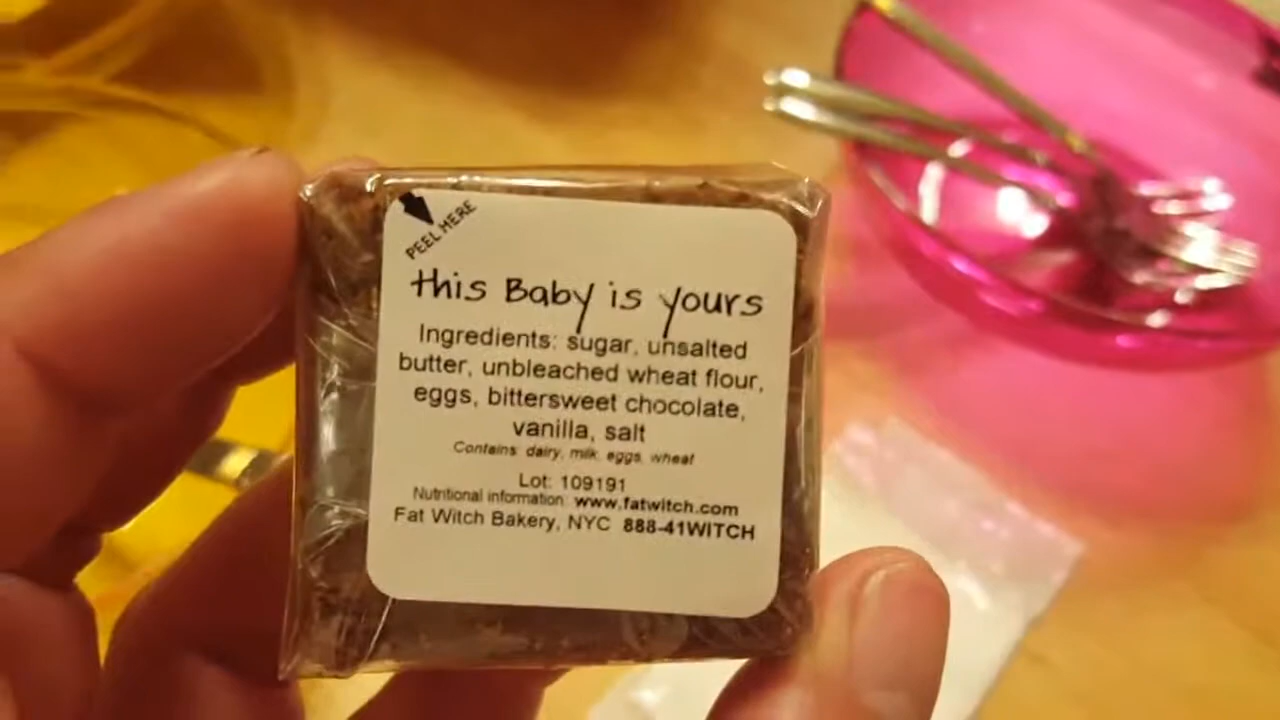 PEEL HERE
this Baby is yours
Ingredients: sugar, unsalted
butter, unbleached wheat flour,
eggs, bittersweet chocolate,
vanilla, salt
Contains: dairy, milk, eggs, wheat
Lot: 109191
Nutritional information: www.fatwitch.com
Fat Witch Bakery, NYC 888-41WITCH